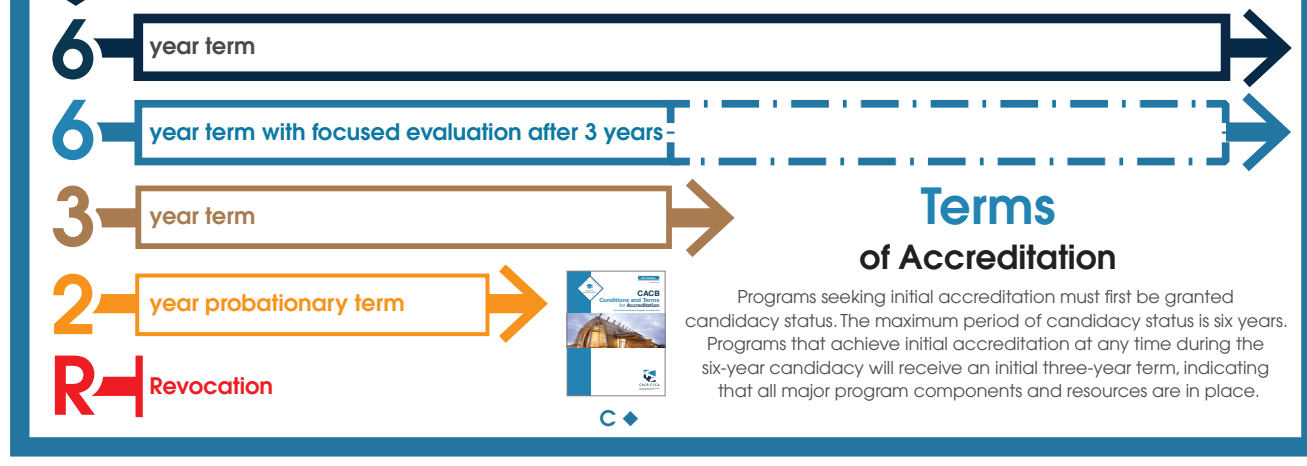 6 year term
6 year term with focused evaluation after 3 years
3 year term
2 year probationary term
R Revocation
CACB
Conditions and Terms
for Accreditation
CACB CCCA
C
Terms
of Accreditation
Programs seeking initial accreditation must first be granted
candidacy status. The maximum period of candidacy status is six years.
Programs that achieve initial accreditation at any time during the
six-year candidacy will receive an initial three-year term, indicating
that all major program components and resources are in place.